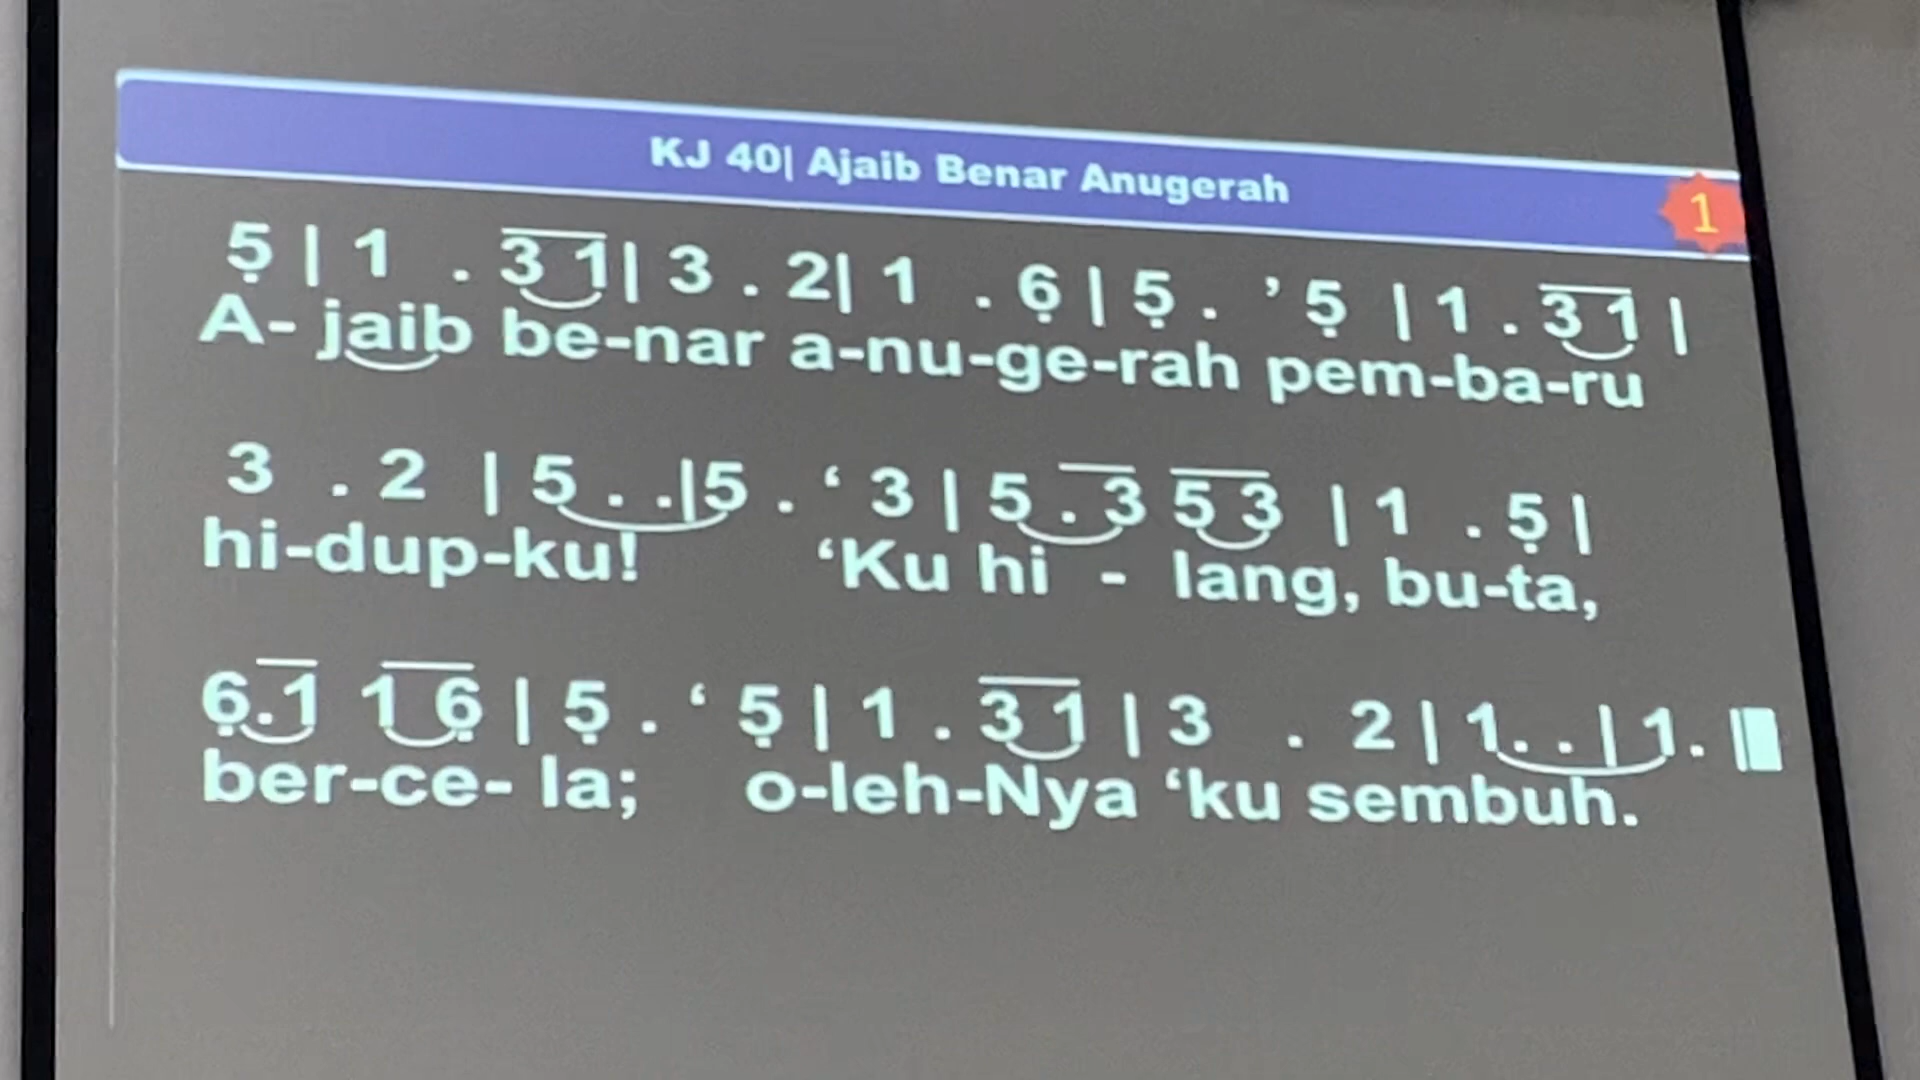 KJ 40| Ajaib Benar Anugerah
1
5̣ | 1 . 3 1 | 3 . 2 | 1 . 6̣ | 5̣ . ’ 5̣ | 1 . 3 1 |
A- jaib be-nar a-nu-ge-rah pem-ba-ru
3 . 2 | 5 . . | 5 . ‘ 3 | 5 . 3 5 3 | 1 . 5̣ |
hi-dup-ku! ‘Ku hi - lang, bu-ta,
6̣ . 1 1 6̣ | 5̣ . ‘ 5̣ | 1 . 3 1 | 3 . 2 | 1 . . | 1 .
ber-ce- la; o-leh-Nya ‘ku sembuh.